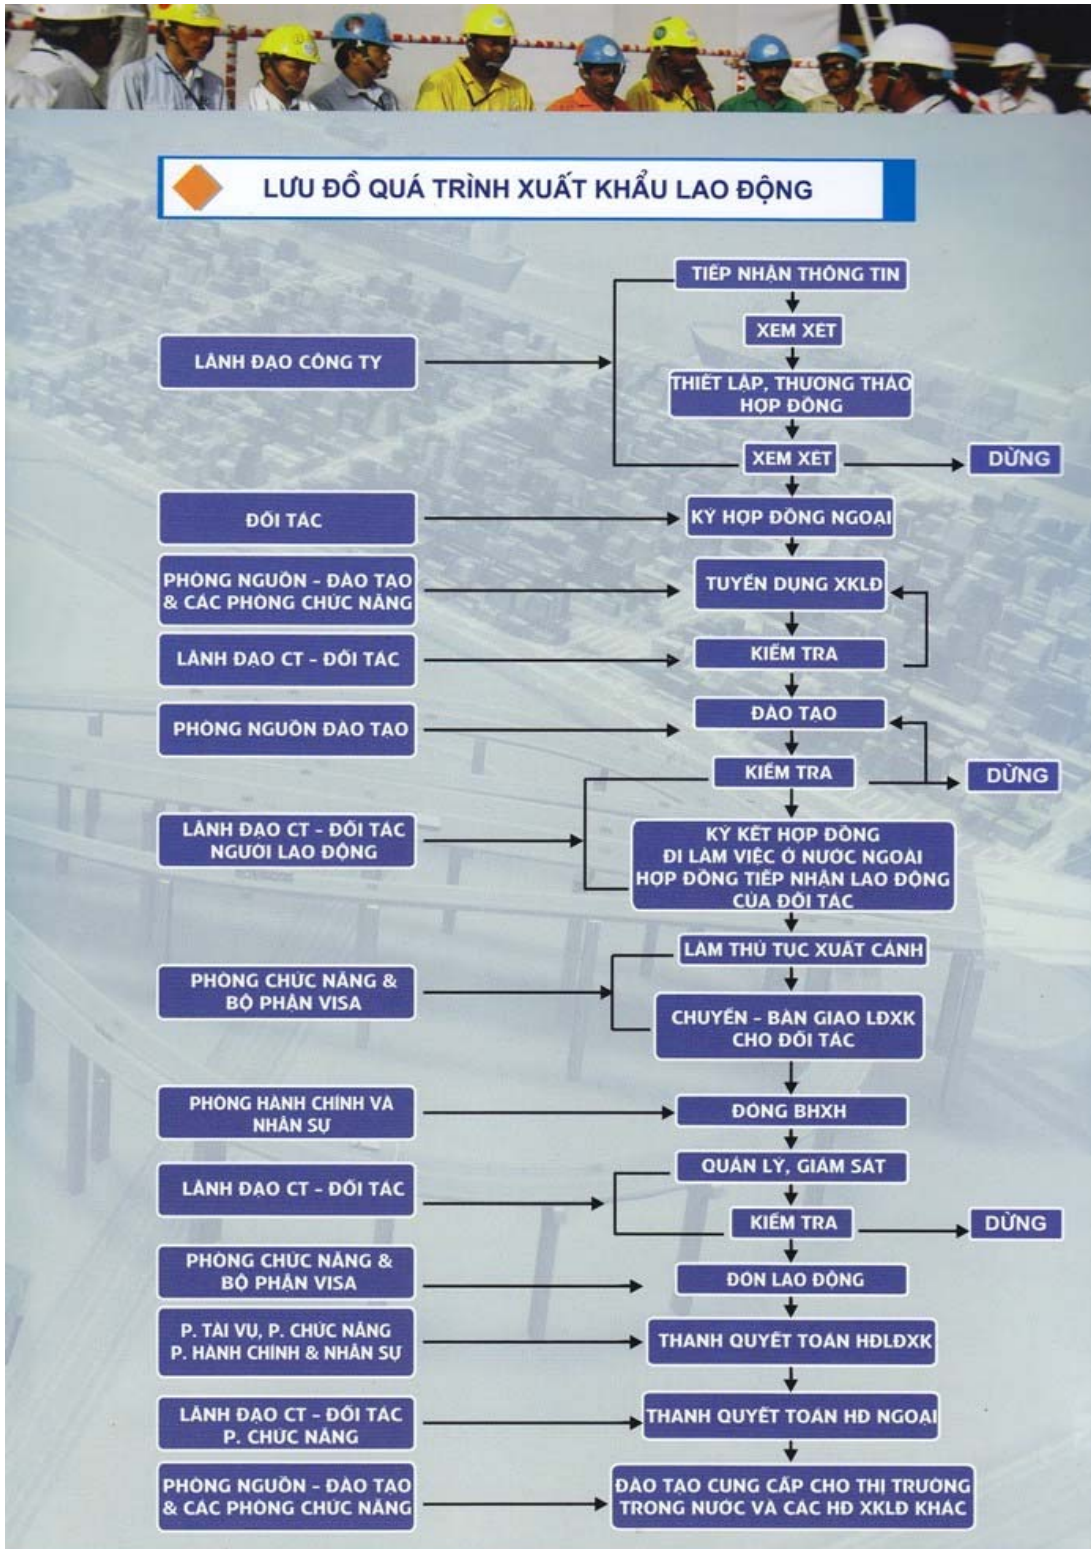 LƯU ĐỒ QUÁ TRÌNH XUẤT KHẨU LAO ĐỘNG
TIẾP NHẬN THÔNG TIN
XEM XÉT
LÃNH ĐẠO CÔNG TY
THIẾT LẬP, THƯƠNG THẢO
HỢP ĐỒNG
XEM XÉT
DỪNG
ĐỐI TÁC
KÝ HỢP ĐỒNG NGOẠI
PHÒNG NGUỒN - ĐÀO TẠO
& CÁC PHÒNG CHỨC NĂNG
TUYỂN DỤNG XKLĐ
LÃNH ĐẠO CT - ĐỐI TÁC
KIỂM TRA
PHÒNG NGUỒN ĐÀO TẠO
ĐÀO TẠO
KIỂM TRA
DỪNG
LÃNH ĐẠO CT - ĐỐI TÁC
NGƯỜI LAO ĐỘNG
KÝ KẾT HỢP ĐỒNG
ĐI LÀM VIỆC Ở NƯỚC NGOÀI
HỢP ĐỒNG TIẾP NHẬN LAO ĐỘNG
CỦA ĐỐI TÁC
LÀM THỦ TỤC XUẤT CẢNH
PHÒNG CHỨC NĂNG &
BỘ PHẬN VISA
CHUYỂN - BÀN GIAO LĐXK
CHO ĐỐI TÁC
PHÒNG HÀNH CHÍNH VÀ
NHÂN SỰ
ĐÓNG BHXH
QUẢN LÝ, GIÁM SÁT
LÃNH ĐẠO CT - ĐỐI TÁC
KIỂM TRA
DỪNG
PHÒNG CHỨC NĂNG &
BỘ PHẬN VISA
ĐÓN LAO ĐỘNG
P. TÀI VỤ, P. CHỨC NĂNG
P. HÀNH CHÍNH & NHÂN SỰ
THANH QUYẾT TOÁN HĐLĐXK
LÃNH ĐẠO CT - ĐỐI TÁC
P. CHỨC NĂNG
THANH QUYẾT TOÁN HĐ NGOẠI
PHÒNG NGUỒN - ĐÀO TẠO
& CÁC PHÒNG CHỨC NĂNG
ĐÀO TẠO CUNG CẤP CHO THỊ TRƯỜNG
TRONG NƯỚC VÀ CÁC HĐ XKLĐ KHÁC